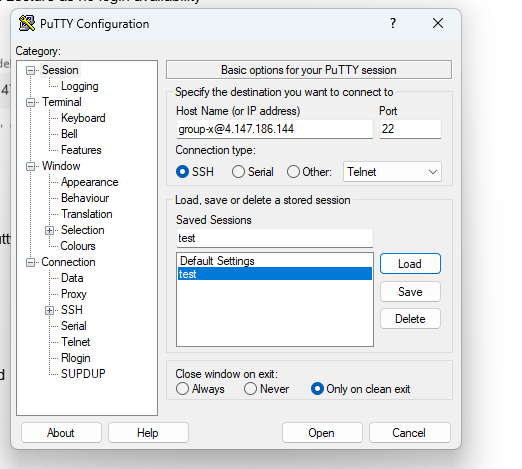 PuTTY Configuration
?
Category:
Session
Logging
Terminal
Keyboard
Bell
Features
Window
Appearance
Behaviour
Translation
Selection
Colours
Connection
Data
Proxy
SSH
Serial
Telnet
Rlogin
SUPDUP
Basic options for your PuTTY session
Specify the destination you want to connect to
Host Name (or IP address) Port
group-x@4.147.186.144 22
Connection type:
SSH Serial Other: Telnet
Load, save or delete a stored session
Saved Sessions
test
Default Settings
test
Load
Save
Delete
Close window on exit:
Always Never Only on clean exit
About Help Open Cancel